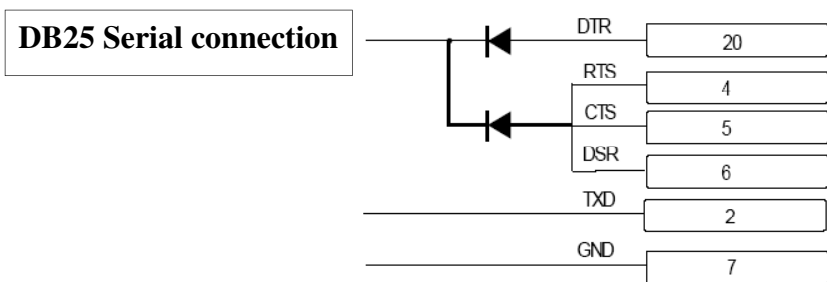 DB25 Serial connection
DTR 20
RTS 4
CTS 5
DSR 6
TXD 2
GND 7